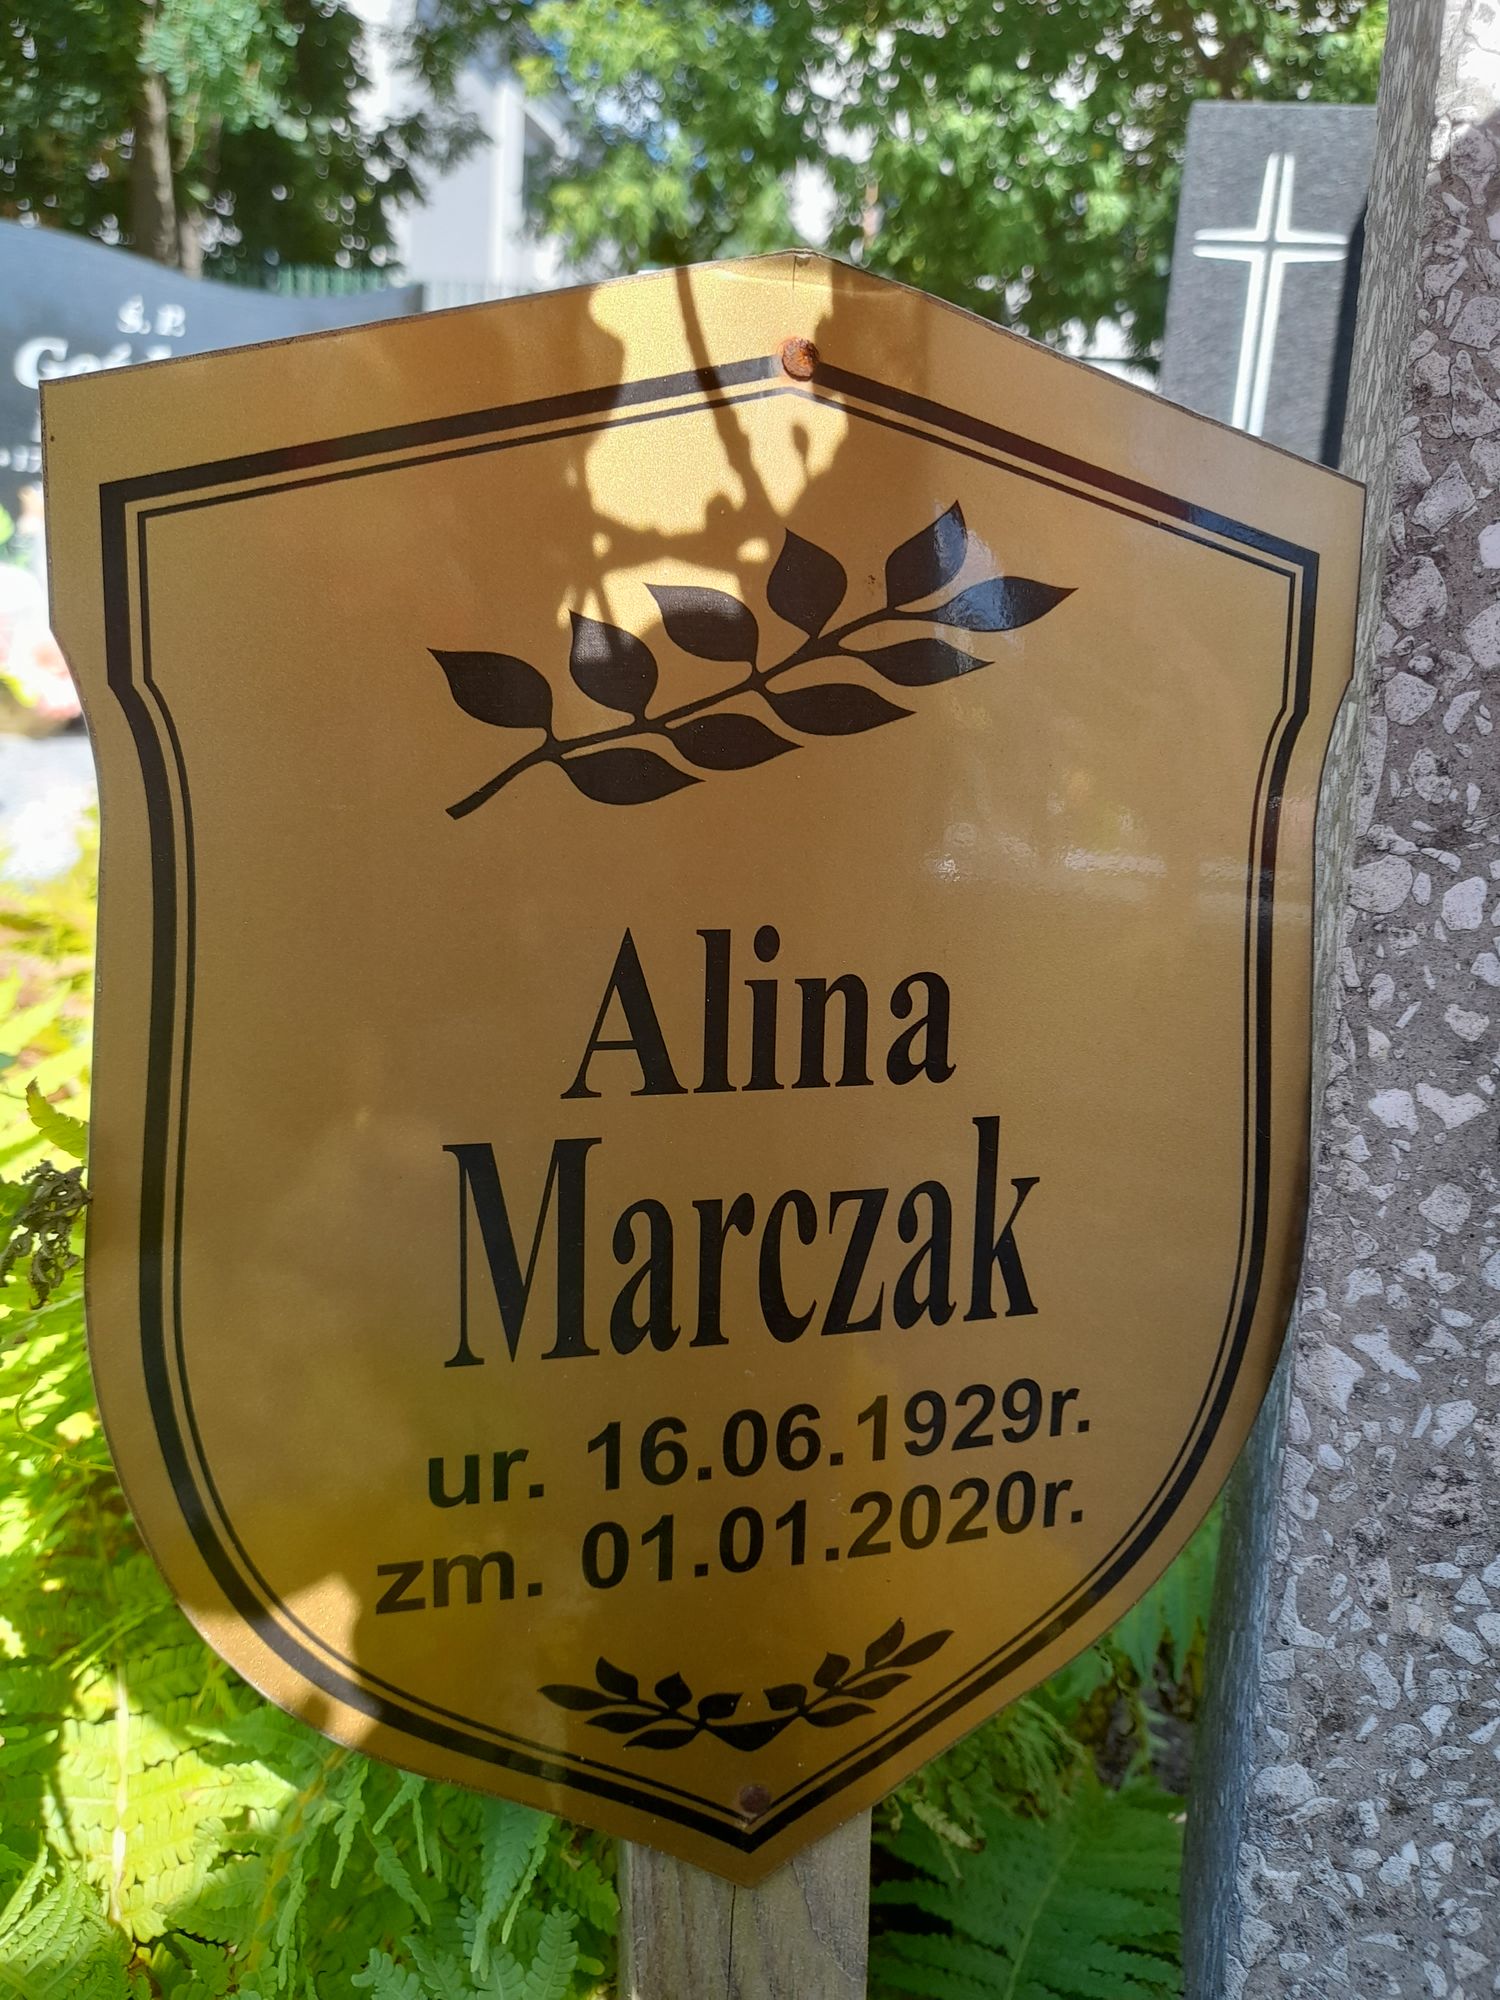 Ś. P.
Alina
Marczak
ur. 16.06.1929r.
zm. 01.01.2020r.